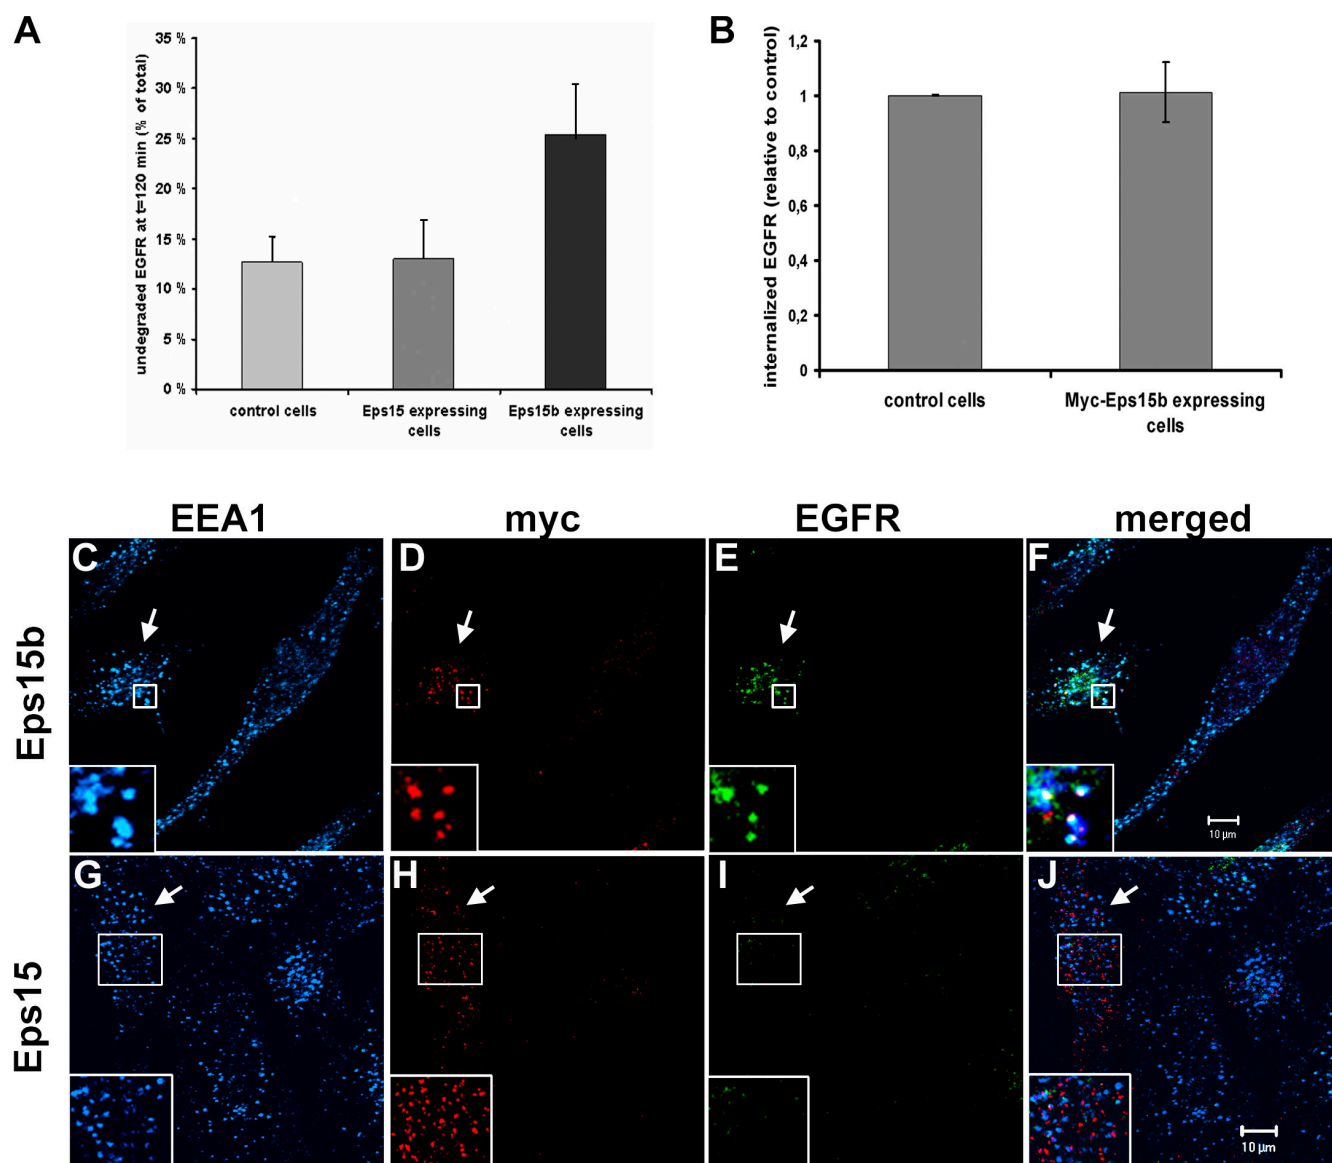 A
undegraded EGFR at t=120 min (% of total)
35 %
30 %
25 %
20 %
15 %
10 %
5 %
0 %
control cells
Eps15 expressing
cells
Eps15b expressing
cells
B
internalized EGFR (relative to control)
1,2
1
0,8
0,6
0,4
0,2
0
control cells
Myc-Eps15b expressing
cells
EEA1
myc
EGFR
merged
Eps15b
C
D
E
F
10 µm
Eps15
G
H
I
J
10 µm